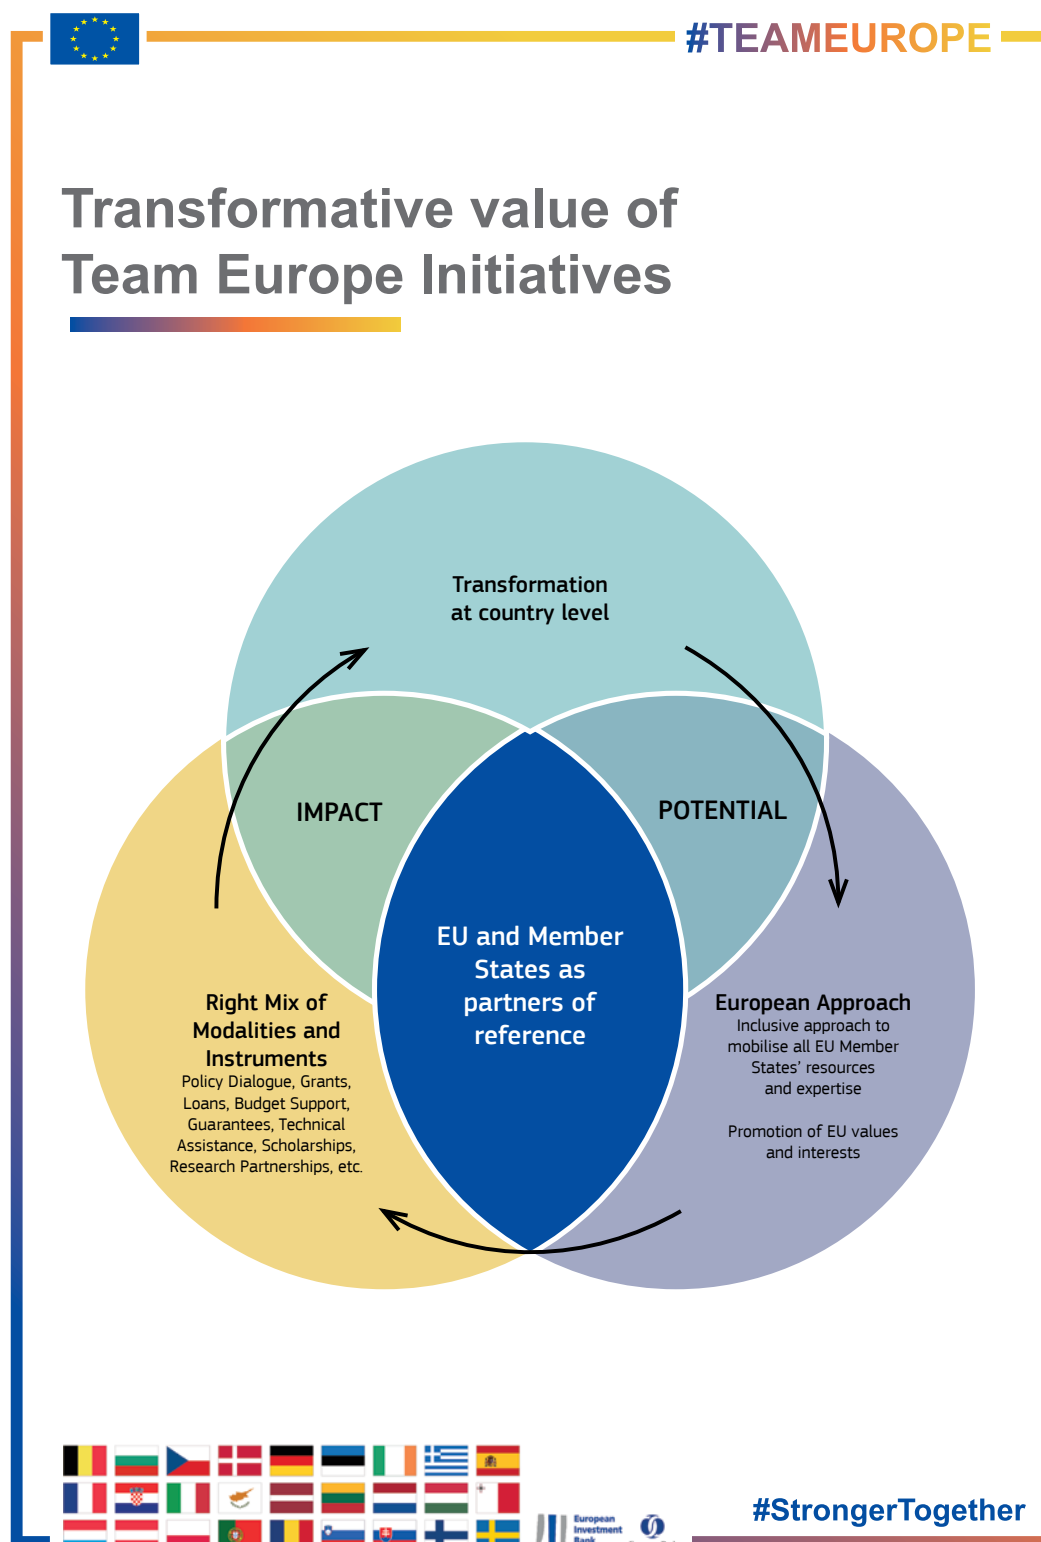 #TEAMEUROPE
Transformative value of
Team Europe Initiatives
Transformation
at country level
IMPACT
POTENTIAL
EU and Member
States as
partners of
reference
Right Mix of
Modalities and
Instruments
Policy Dialogue, Grants,
Loans, Budget Support,
Guarantees, Technical
Assistance, Scholarships,
Research Partnerships, etc.
European Approach
Inclusive approach to
mobilise all EU Member
States’ resources
and expertise
Promotion of EU values
and interests
European
Investment
Bank
#StrongerTogether